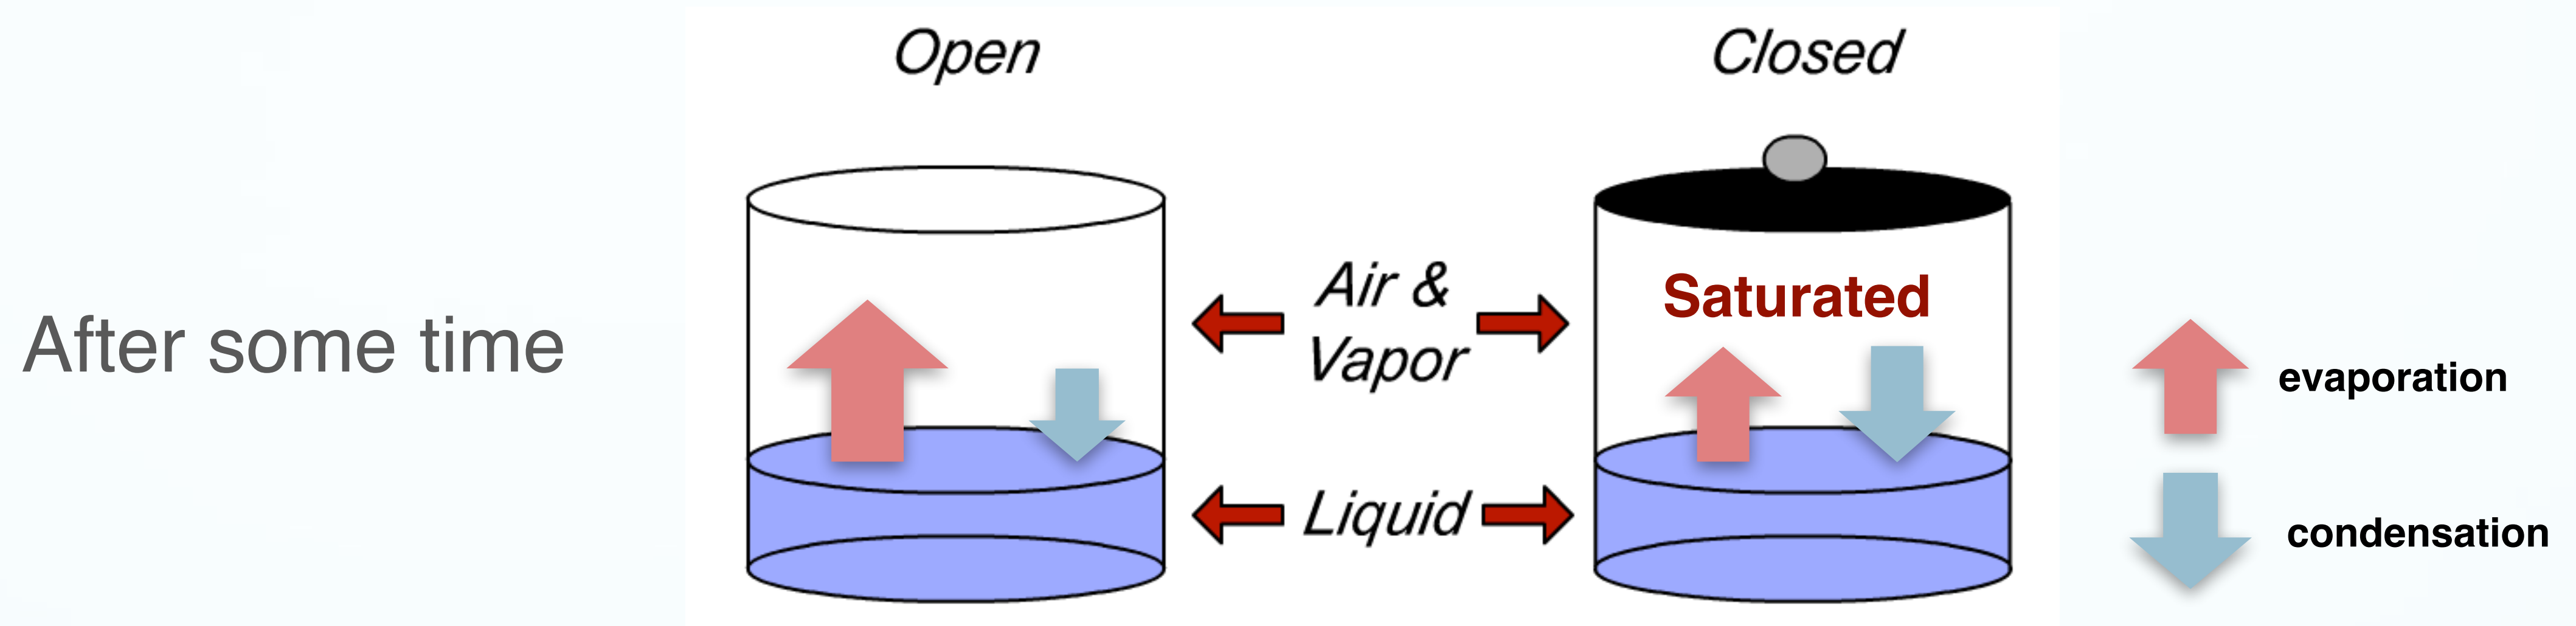 Open
Closed
After some time
Air &
Vapor
Saturated
Liquid
evaporation
condensation